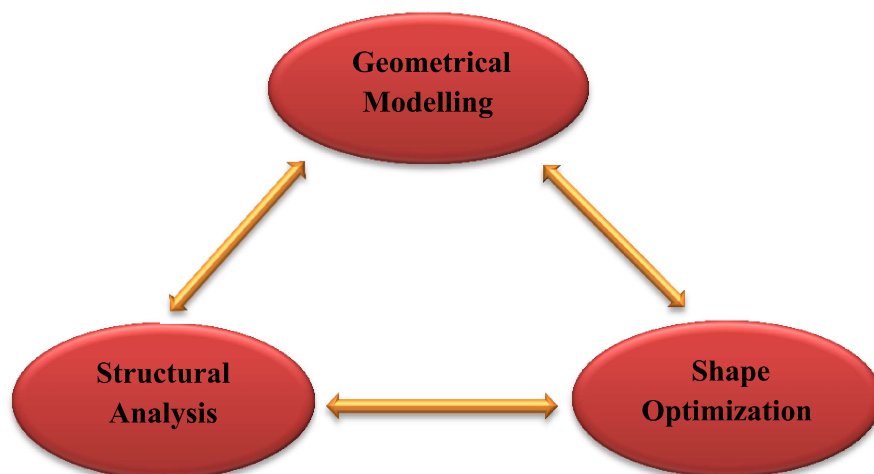 Geometrical
Modelling
Structural
Analysis
Shape
Optimization